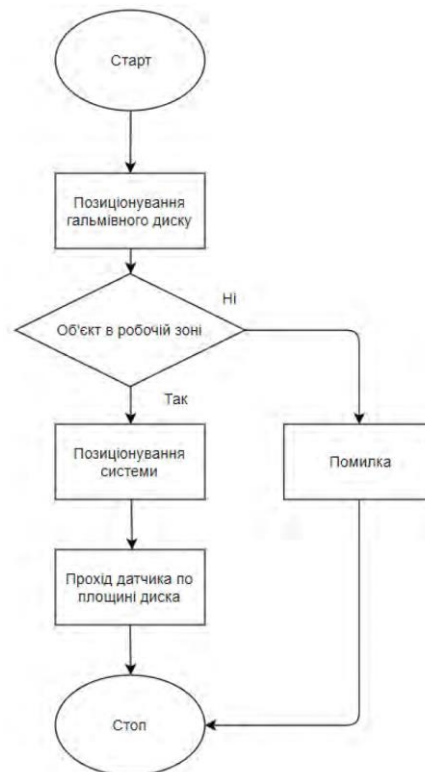 Старт
Позиціонування
гальмівного диску
Ні
Об'єкт в робочій зоні
Так
Позиціонування
системи
Помилка
Прохід датчика по
площині диска
Стоп